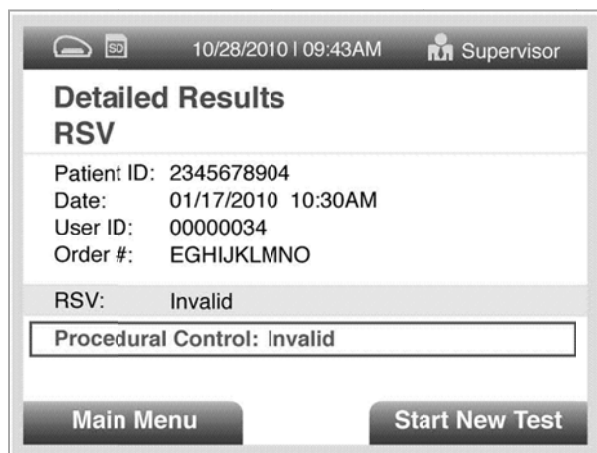 SD 10/28/2010 | 09:43AM Supervisor
Detailed Results
RSV
Patient ID: 2345678904
Date: 01/17/2010 10:30AM
User ID: 00000034
Order #: EGHIJKLMNO
RSV: Invalid
Procedural Control: Invalid
Main Menu Start New Test